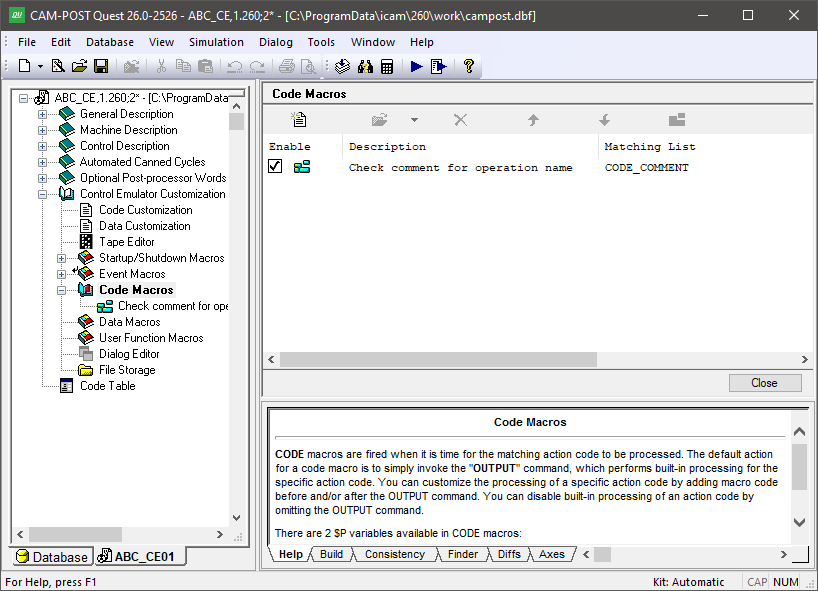 CAM-POST Quest 26.0-2526 - ABC_CE,1.260;2* - [C:\ProgramData\icam\260\work\campost.dbf]
File Edit Database View Simulation Dialog Tools Window Help
ABC_CE,1.260;2* - [C:\ProgramData
General Description
Machine Description
Control Description
Automated Canned Cycles
Optional Post-processor Words
Control Emulator Customization
Code Customization
Data Customization
Tape Editor
Startup/Shutdown Macros
Event Macros
Code Macros
Check comment for ope
Data Macros
User Function Macros
Dialog Editor
File Storage
Code Table
Database ABC_CE01
Code Macros
Enable Description Matching List
Check comment for operation name CODE_COMMENT
Close
Code Macros
CODE macros are fired when it is time for the matching action code to be processed. The default action
for a code macro is to simply invoke the "OUTPUT" command, which performs built-in processing for the
specific action code. You can customize the processing of a specific action code by adding macro code
before and/or after the OUTPUT command. You can disable built-in processing of an action code by
omitting the OUTPUT command.
There are 2 $P variables available in CODE macros:
Help Build Consistency Finder Diffs Axes
For Help, press F1 Kit: Automatic CAP NUM